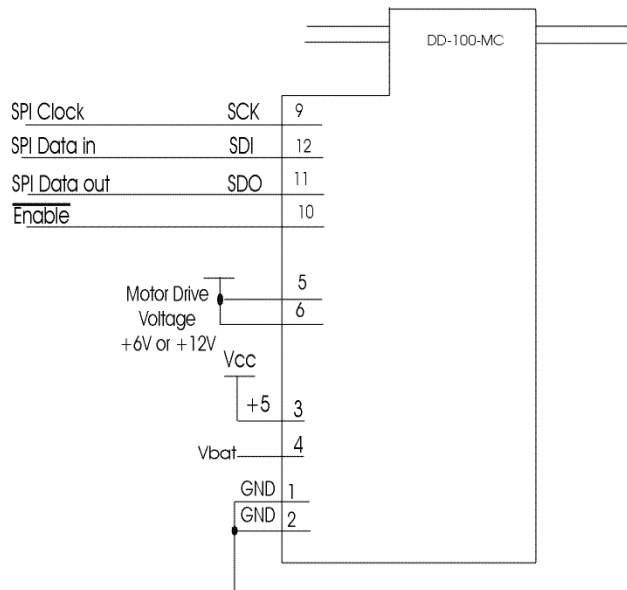 DD-100-MC
SPI Clock SCK 9
SPI Data in SDI 12
SPI Data out SDO 11
Enable 10
5
Motor Drive
6
Voltage
+6V or +12V
Vcc
+5 3
Vbat 4
GND 1
GND 2